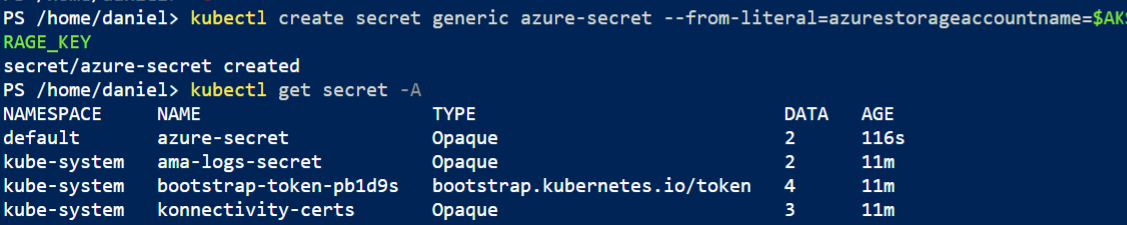 PS /home/daniel> kubectl create secret generic azure-secret --from-literal=azurestorageaccountname=$AKS
RAGE_KEY
secret/azure-secret created
PS /home/daniel> kubectl get secret -A
NAMESPACE NAME TYPE DATA AGE
default azure-secret Opaque 2 116s
kube-system ama-logs-secret Opaque 2 11m
kube-system bootstrap-token-pb1d9s bootstrap.kubernetes.io/token 4 11m
kube-system konnectivity-certs Opaque 3 11m